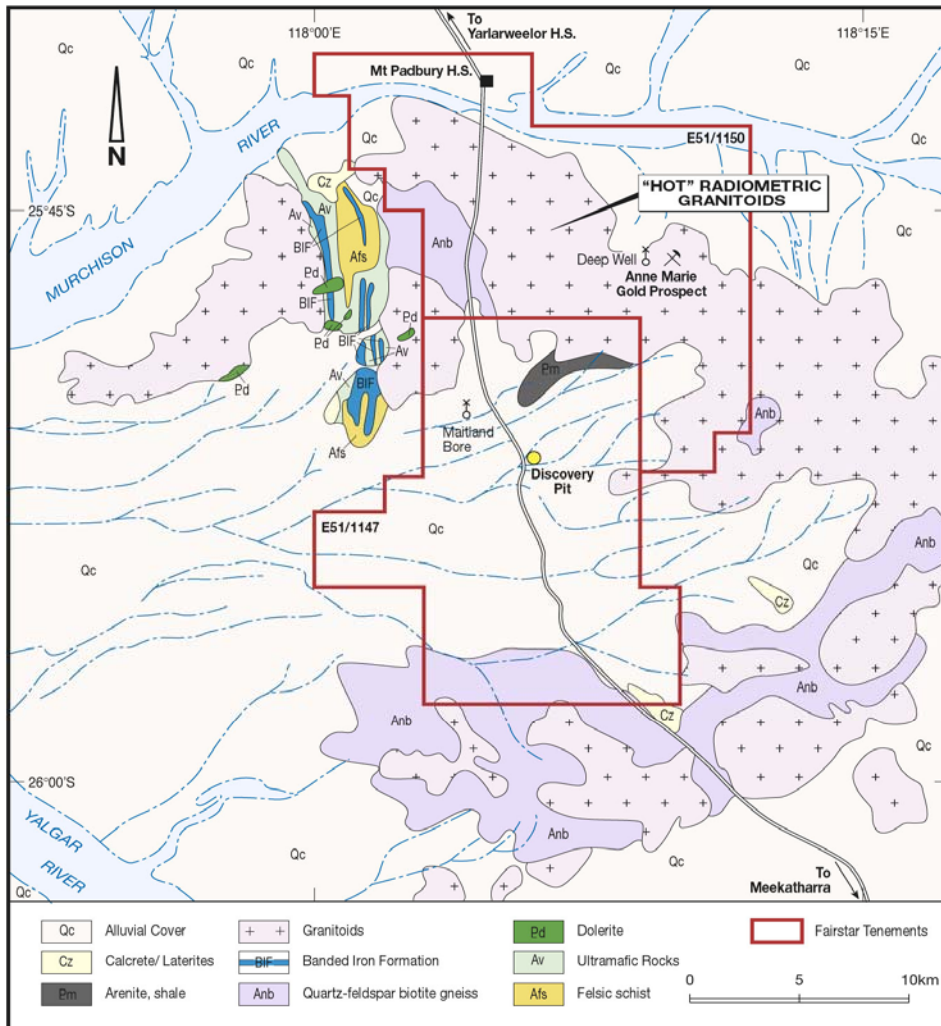 To
Yarlarweelor H.S.
118°00'E
118°15'E
Qc
Qc
Qc
Qc
Mt Padbury H.S.
N
RIVER
Qc
E51/1150
"HOT" RADIOMETRIC
GRANITOIDS
Cz
Qc
25°45'S
Av
Av
BIF
Anb
Qc
Afs
Deep Well
Anne Marie
Gold Prospect
MURCHISON
Pd
BIF
Pd
Pd
BIF
Av
Pm
Av
BIF
Pd
Anb
Maitland
Bore
Afs
Discovery
Pit
E51/1147
Qc
Anb
Qc
Qc
Cz
Anb
Cz
Anb
Qc
26°00'S
YALGAR
RIVER
Anb
Qc
Qc
To
Meekatharra
Qc
Qc Alluvial Cover
Granitoids
Pd Dolerite
Fairstar Tenements
Cz Calcrete/ Laterites
BIF Banded Iron Formation
Av Ultramafic Rocks
Pm Arenite, shale
Anb Quartz-feldspar biotite gneiss
Afs Felsic schist
0 5 10km